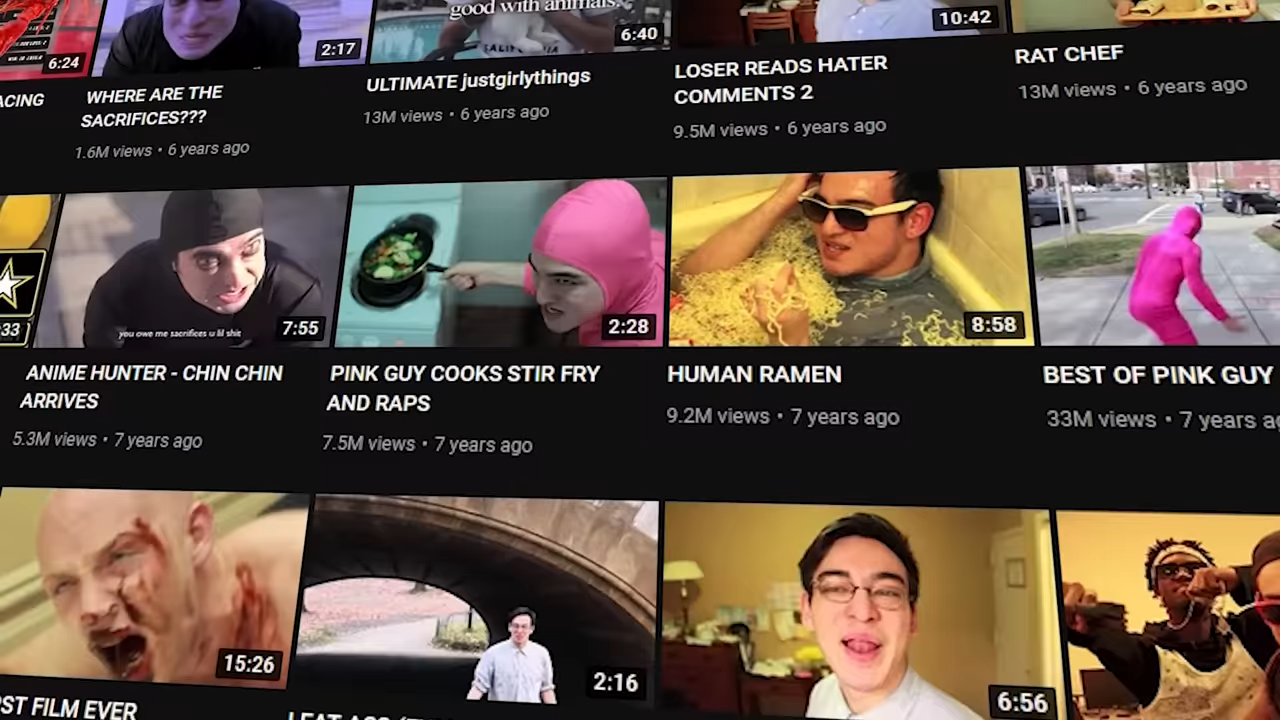 good with animals.
CALIFORNIA
6:24
2:17
6:40
10:42
ACING
WHERE ARE THE
SACRIFICES???
1.6M views • 6 years ago
ULTIMATE justgirlythings
13M views • 6 years ago
LOSER READS HATER
COMMENTS 2
9.5M views • 6 years ago
RAT CHEF
13M views • 6 years ago
:33
you owe me sacrifices u lil shit
7:55
2:28
8:58
ANIME HUNTER - CHIN CHIN
ARRIVES
5.3M views • 7 years ago
PINK GUY COOKS STIR FRY
AND RAPS
7.5M views • 7 years ago
HUMAN RAMEN
9.2M views • 7 years ago
BEST OF PINK GUY
33M views • 7 years ag
15:26
2:16
6:56
ST FILM EVER